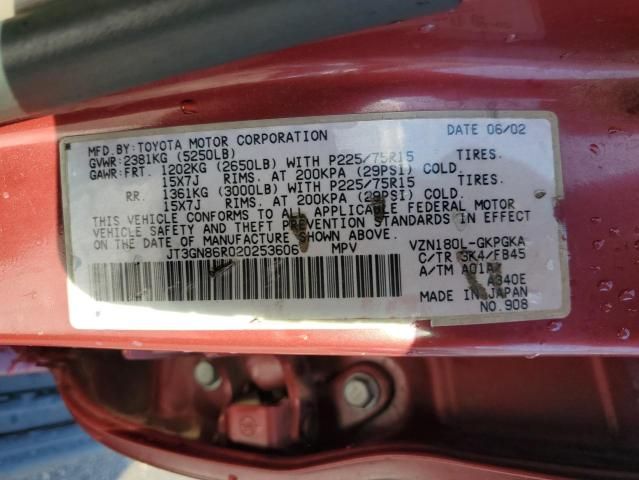 MFD.BY:TOYOTA MOTOR CORPORATION DATE 06/02
GVWR:2381KG (5250LB)
GAWR:FRT. 1202KG (2650LB) WITH P225/75R15 TIRES.
15X7J RIMS. AT 200KPA (29PSI) COLD.
RR. 1361KG (3000LB) WITH P225/75R15 TIRES.
15X7J RIMS. AT 200KPA (29PSI) COLD.
THIS VEHICLE CONFORMS TO ALL APPLICABLE FEDERAL MOTOR
VEHICLE SAFETY AND THEFT PREVENTION STANDARDS IN EFFECT
ON THE DATE OF MANUFACTURE SHOWN ABOVE.
JT3GN86R020253606 MPV VZN180L-GKPGKA
C/TR 3K4/FB45
A/TM A01A/
A340E
MADE IN JAPAN
NO.908